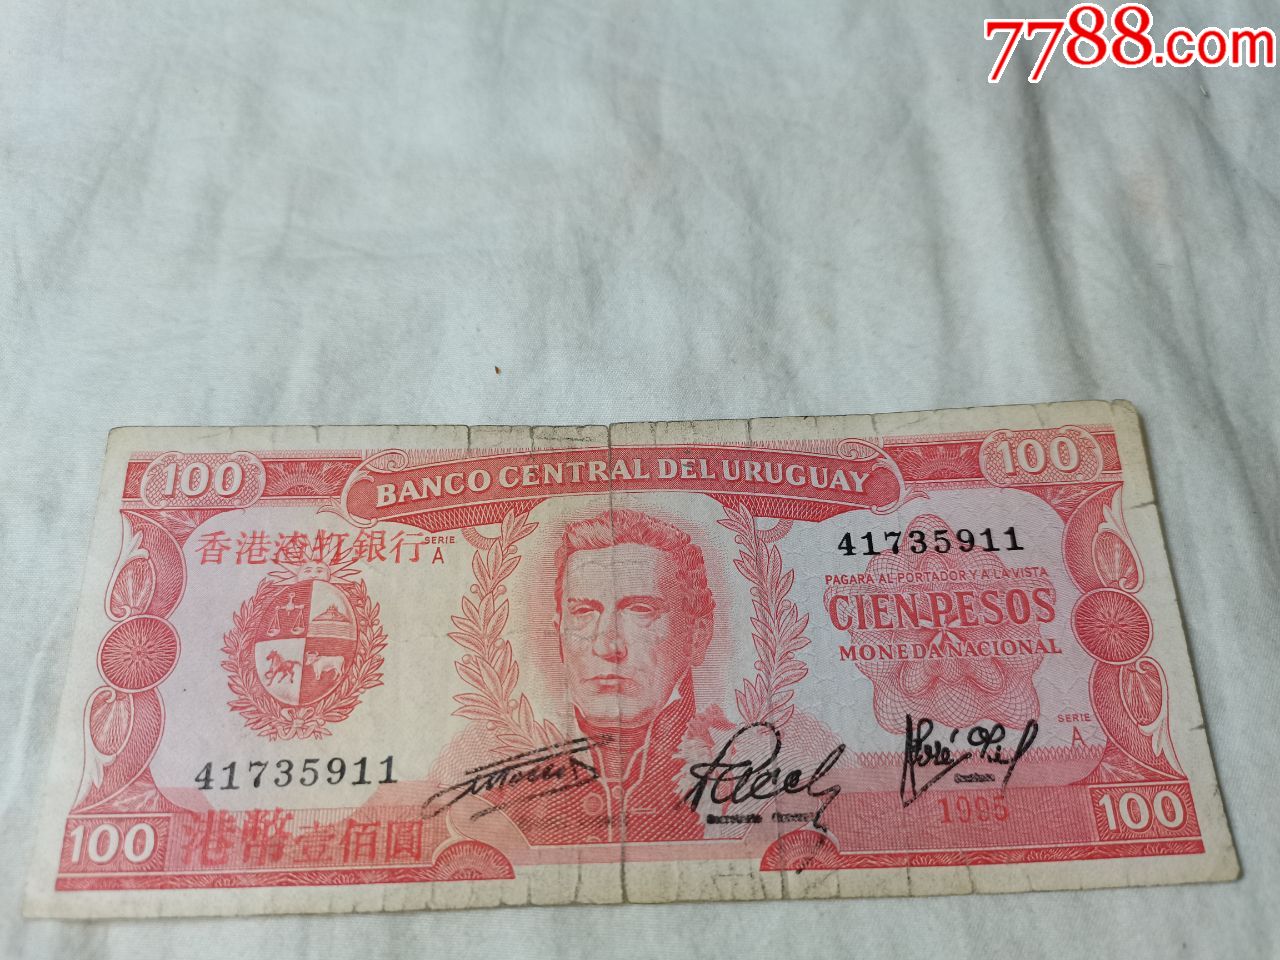 7788.com
100
BANCO CENTRAL DEL URUGUAY
100
香港渣打銀行
SERIE
A
41735911
PAGARA AL PORTADOR Y A LA VISTA
CIEN PESOS
MONEDA NACIONAL
SERIE
A
41735911
1995
100
港幣壹佰圓
100